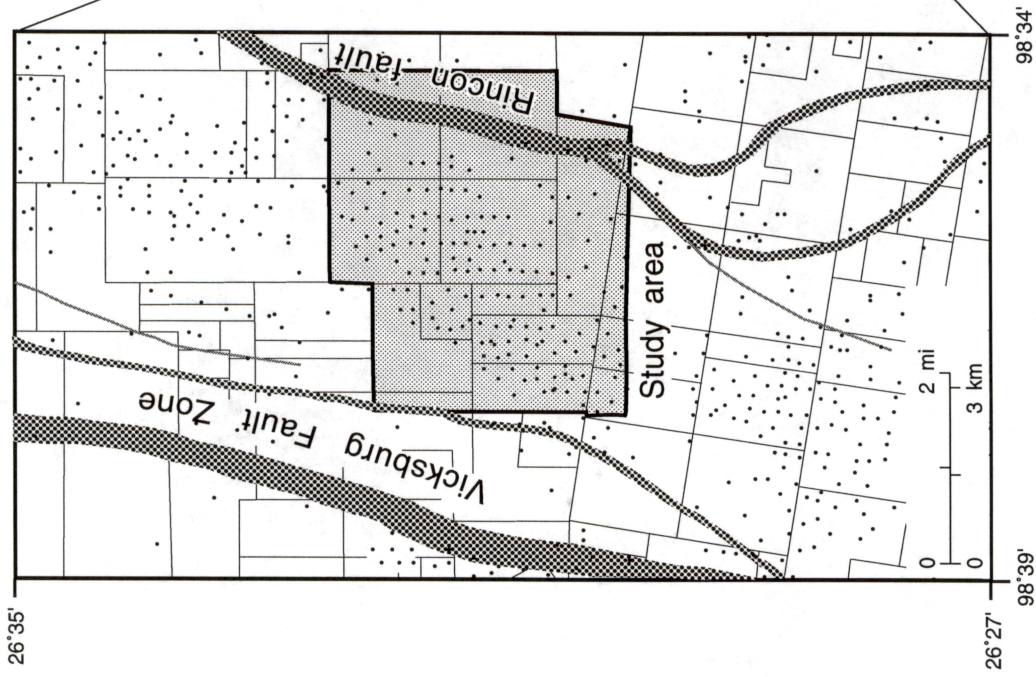 26°35'
98°39'
26°27'
98°34'
Vicksburg Fault Zone
Rincon
fault
Study area
0
2 mi
0
3 km